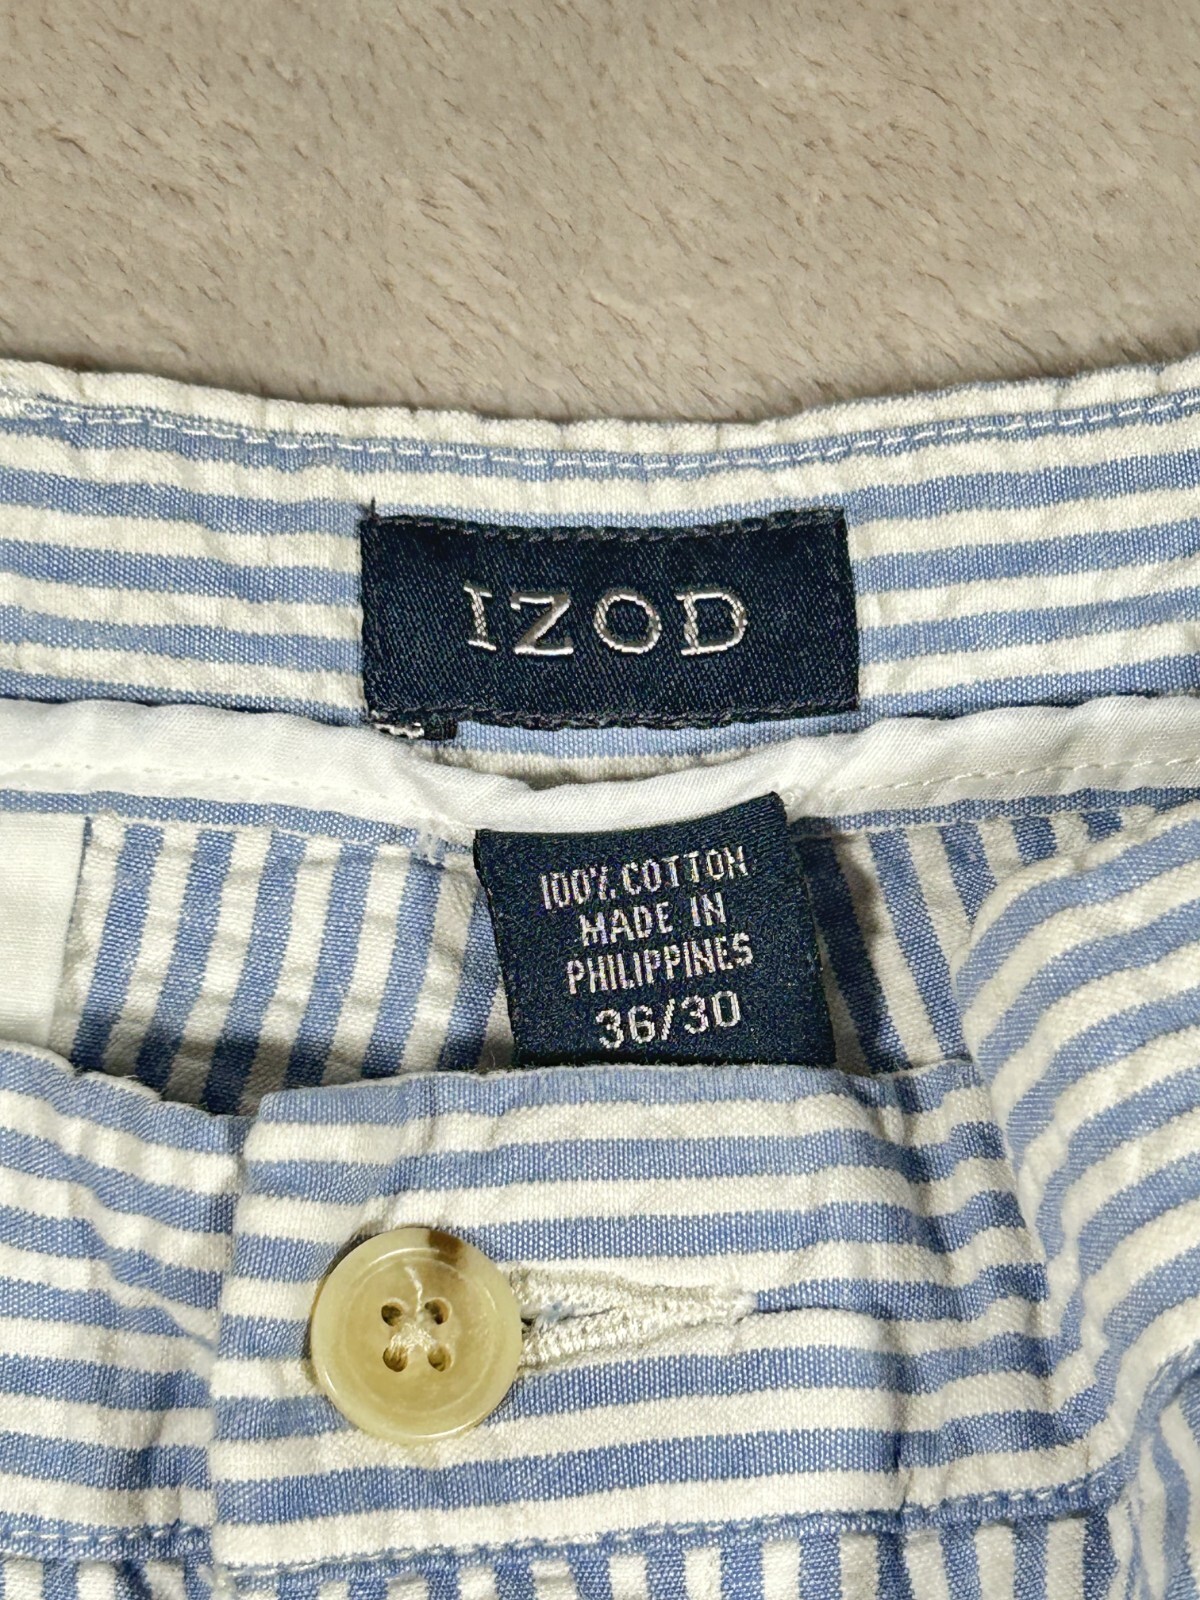 IZOD
100% COTTON
MADE IN
PHILIPPINES
36/30